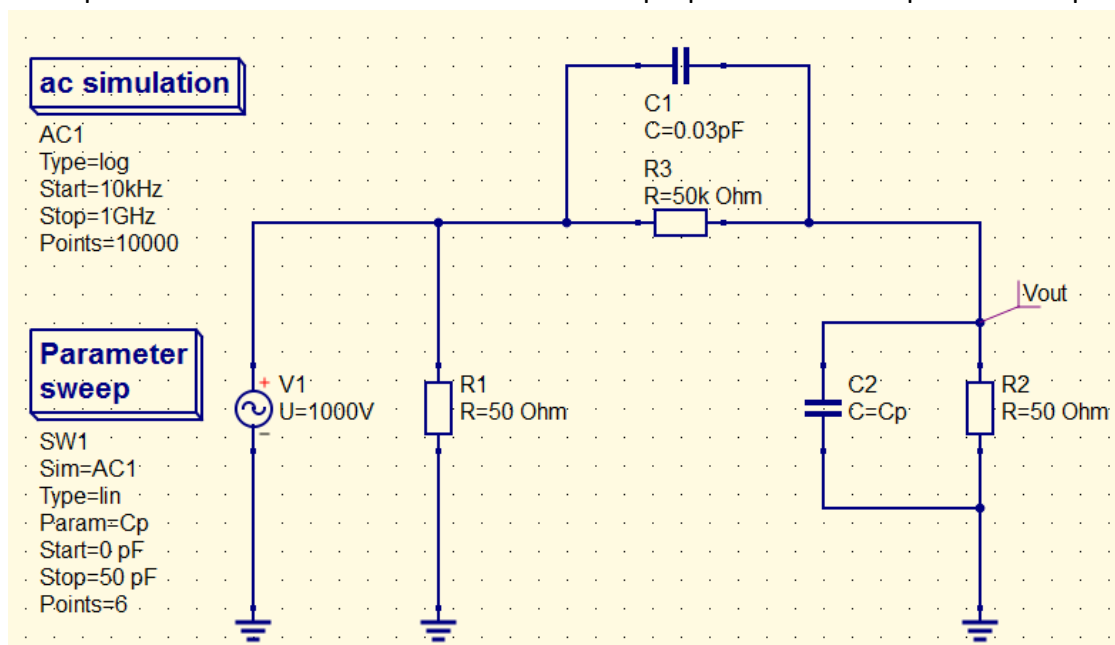 ac simulation
AC1
Type=log
Start=10kHz
Stop=1GHz
Points=10000
C1
C=0.03pF
R3
R=50k Ohm
Vout
Parameter
sweep
SW1
Sim=AC1
Type=lin
Param=Cp
Start=0 pF
Stop=50 pF
Points=6
V1
U=1000V
R1
R=50 Ohm
C2
C=Cp
R2
R=50 Ohm